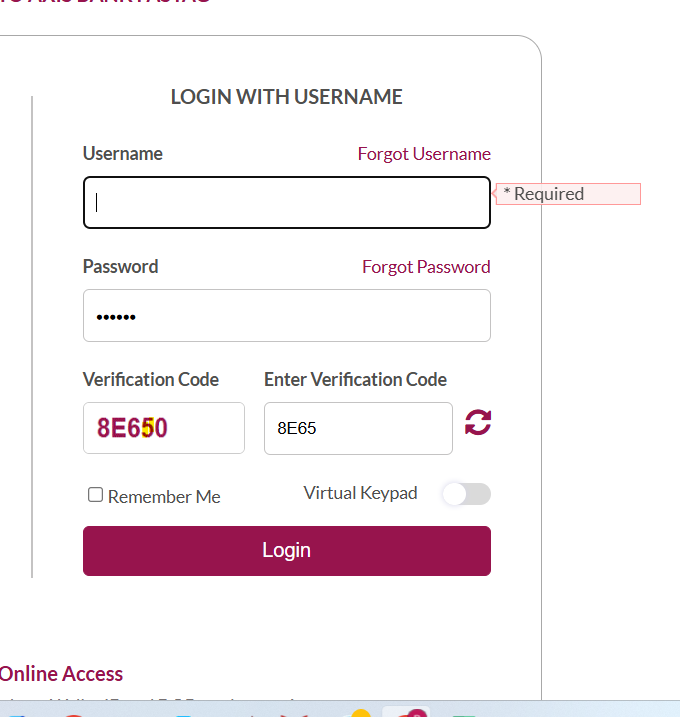 LOGIN WITH USERNAME
Username Forgot Username
* Required
Password Forgot Password
••••••
Verification Code Enter Verification Code
8E650 8E65
Remember Me Virtual Keypad
Login
Online Access